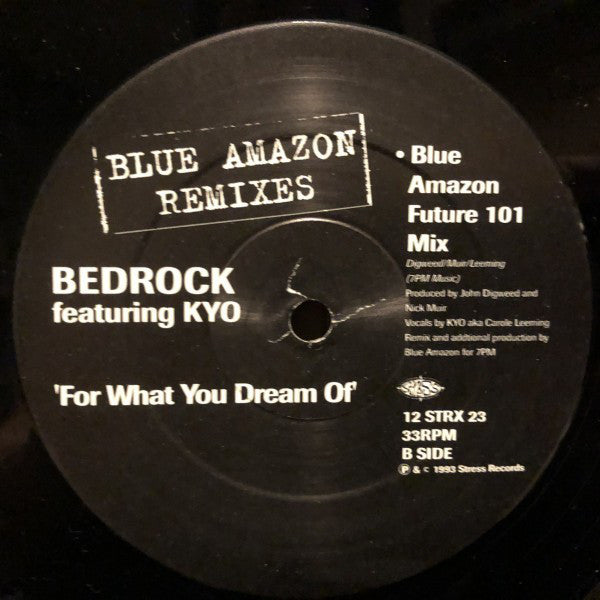 BLUE AMAZON
REMIXES
BEDROCK
featuring KYO
'For What You Dream Of'
• Blue
Amazon
Future 101
Mix
Digweed/Muir/Leeming
(7PM Music)
Produced by John Digweed and
Nick Muir
Vocals by KYO aka Carole Leeming
Remix and addtional production by
Blue Amazon for 7PM
STRESS
12 STRX 23
33RPM
B SIDE
℗ & © 1993 Stress Records